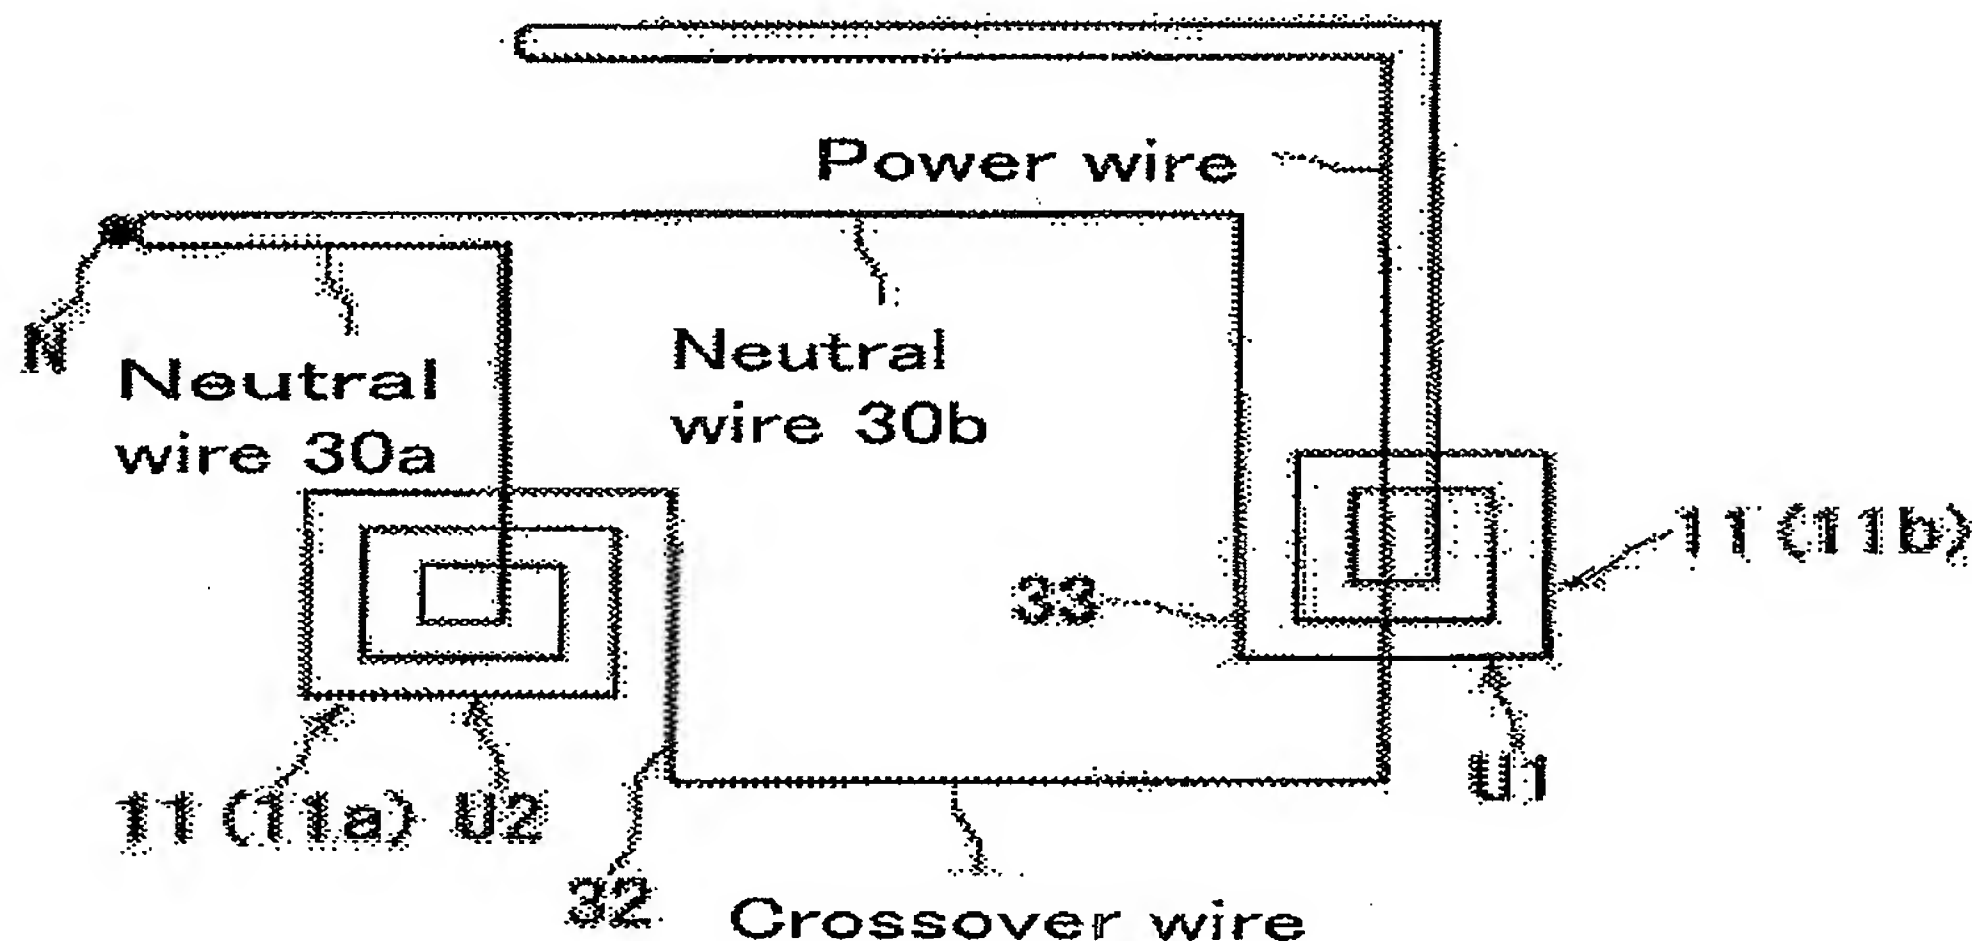 Power wire
N
Neutral
wire 30a
Neutral
wire 30b
11 (11b)
33
U1
11 (11a) U2
32
Crossover wire